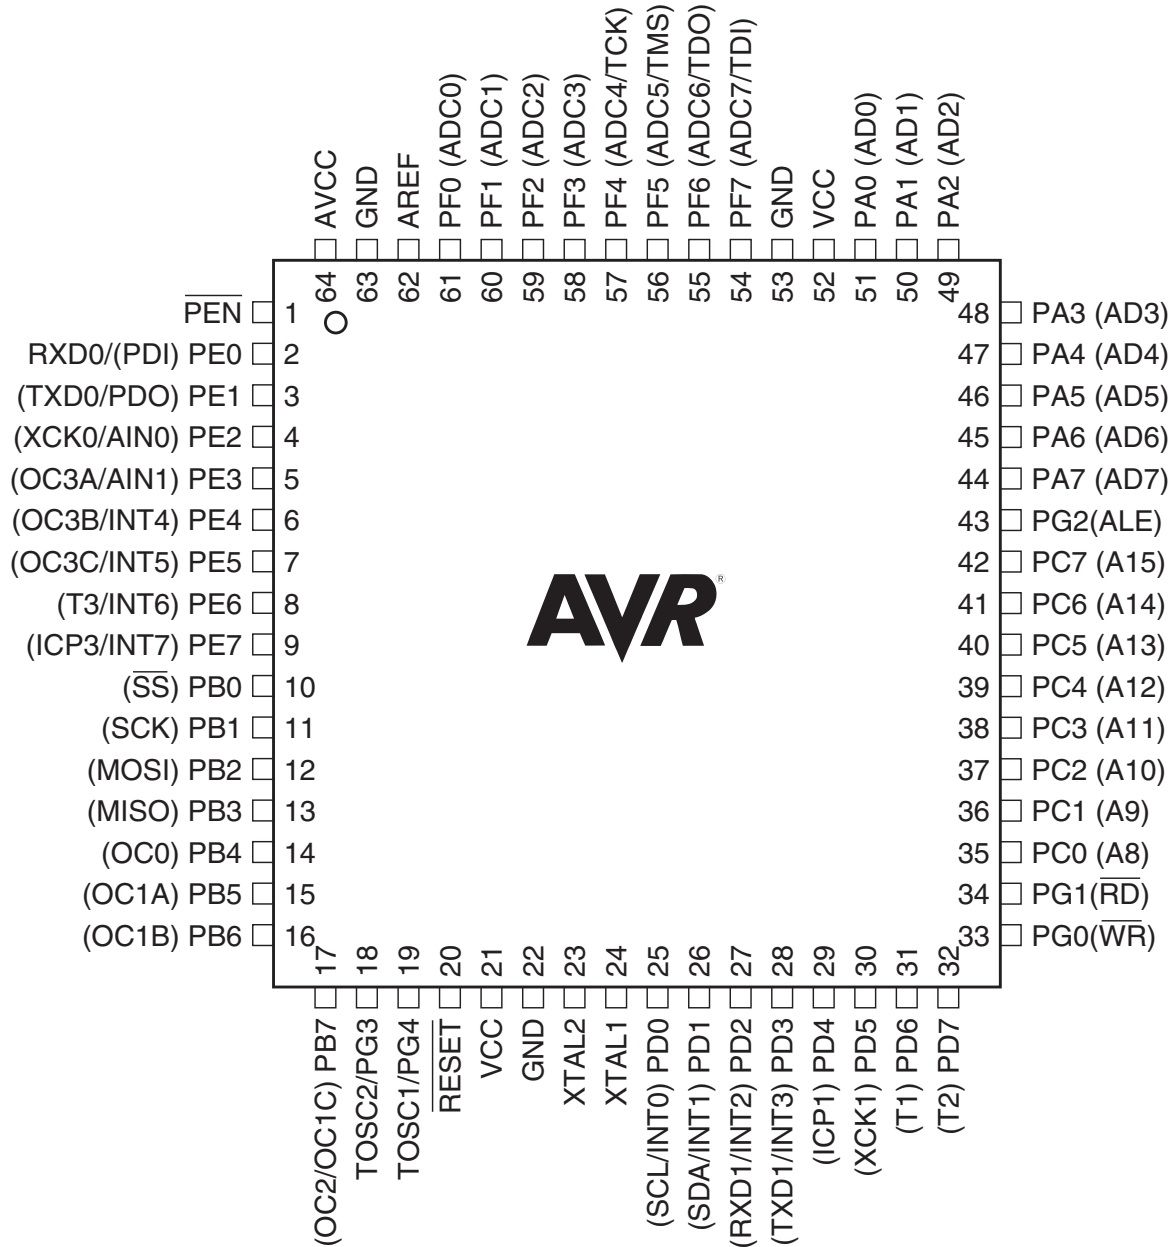 AVCC
GND
AREF
PF0 (ADC0)
PF1 (ADC1)
PF2 (ADC2)
PF3 (ADC3)
PF4 (ADC4/TCK)
PF5 (ADC5/TMS)
PF6 (ADC6/TDO)
PF7 (ADC7/TDI)
GND
VCC
PA0 (AD0)
PA1 (AD1)
PA2 (AD2)
64
63
62
61
60
59
58
57
56
55
54
53
52
51
50
49
PEN 1
RXD0/(PDI) PE0 2
(TXD0/PDO) PE1 3
(XCK0/AIN0) PE2 4
(OC3A/AIN1) PE3 5
(OC3B/INT4) PE4 6
(OC3C/INT5) PE5 7
(T3/INT6) PE6 8
(ICP3/INT7) PE7 9
(SS) PB0 10
(SCK) PB1 11
(MOSI) PB2 12
(MISO) PB3 13
(OC0) PB4 14
(OC1A) PB5 15
(OC1B) PB6 16
AVR®
48 PA3 (AD3)
47 PA4 (AD4)
46 PA5 (AD5)
45 PA6 (AD6)
44 PA7 (AD7)
43 PG2(ALE)
42 PC7 (A15)
41 PC6 (A14)
40 PC5 (A13)
39 PC4 (A12)
38 PC3 (A11)
37 PC2 (A10)
36 PC1 (A9)
35 PC0 (A8)
34 PG1(RD)
33 PG0(WR)
17
18
19
20
21
22
23
24
25
26
27
28
29
30
31
32
(OC2/OC1C) PB7
TOSC2/PG3
TOSC1/PG4
RESET
VCC
GND
XTAL2
XTAL1
(SCL/INT0) PD0
(SDA/INT1) PD1
(RXD1/INT2) PD2
(TXD1/INT3) PD3
(ICP1) PD4
(XCK1) PD5
(T1) PD6
(T2) PD7